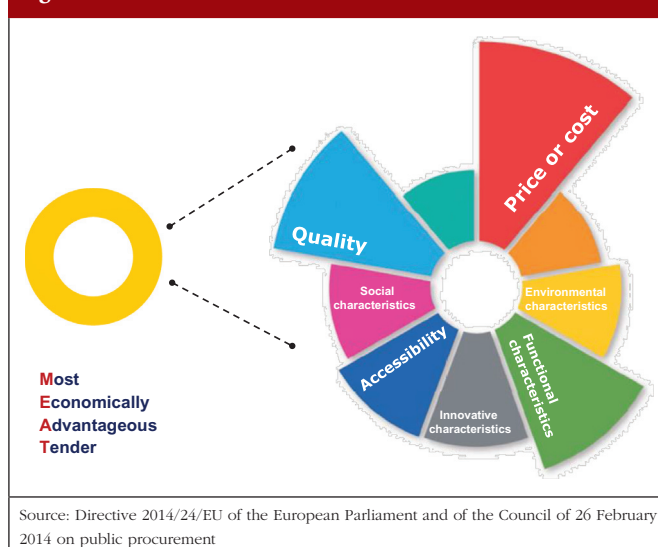 Price or cost
Quality
Social
characteristics
Environmental
characteristics
Accessibility
Functional
characteristics
Innovative
characteristics
Most
Economically
Advantageous
Tender
Source: Directive 2014/24/EU of the European Parliament and of the Council of 26 February
2014 on public procurement